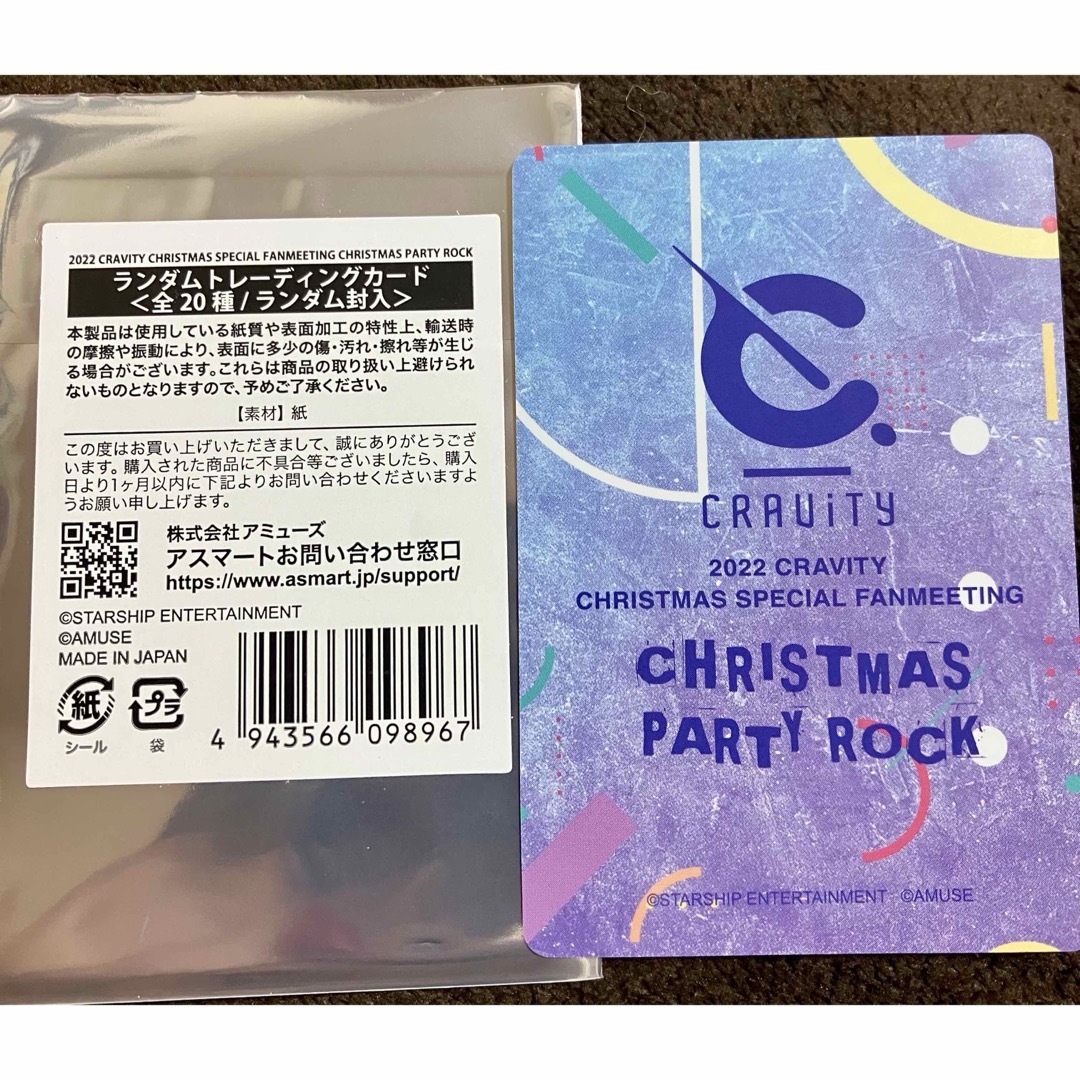 2022 CRAVITY CHRISTMAS SPECIAL FANMEETING CHRISTMAS PARTY ROCK
ランダムトレーディングカード
＜全20種 / ランダム封入＞
本製品は使用している紙質や表面加工の特性上、輸送時
の摩擦や振動により、表面に多少の傷・汚れ・擦れ等が生じ
る場合がございます。これらは商品の取り扱い上避けられ
ないものとなりますので、予めご了承ください。
【素材】紙
この度はお買い上げいただきまして、誠にありがとうござ
います。購入された商品に不具合等ございましたら、購入
日より1ヶ月以内に下記よりお問い合わせくださいますよ
うお願い申し上げます。
株式会社アミューズ
アスマートお問い合わせ窓口
https://www.asmart.jp/support/
©STARSHIP ENTERTAINMENT
©AMUSE
MADE IN JAPAN
紙
シール
プラ
袋
4 943566 098967
C.
CRAViTY
2022 CRAVITY
CHRISTMAS SPECIAL FANMEETING
CHRISTMAS
PARTY ROCK
©STARSHIP ENTERTAINMENT ©AMUSE